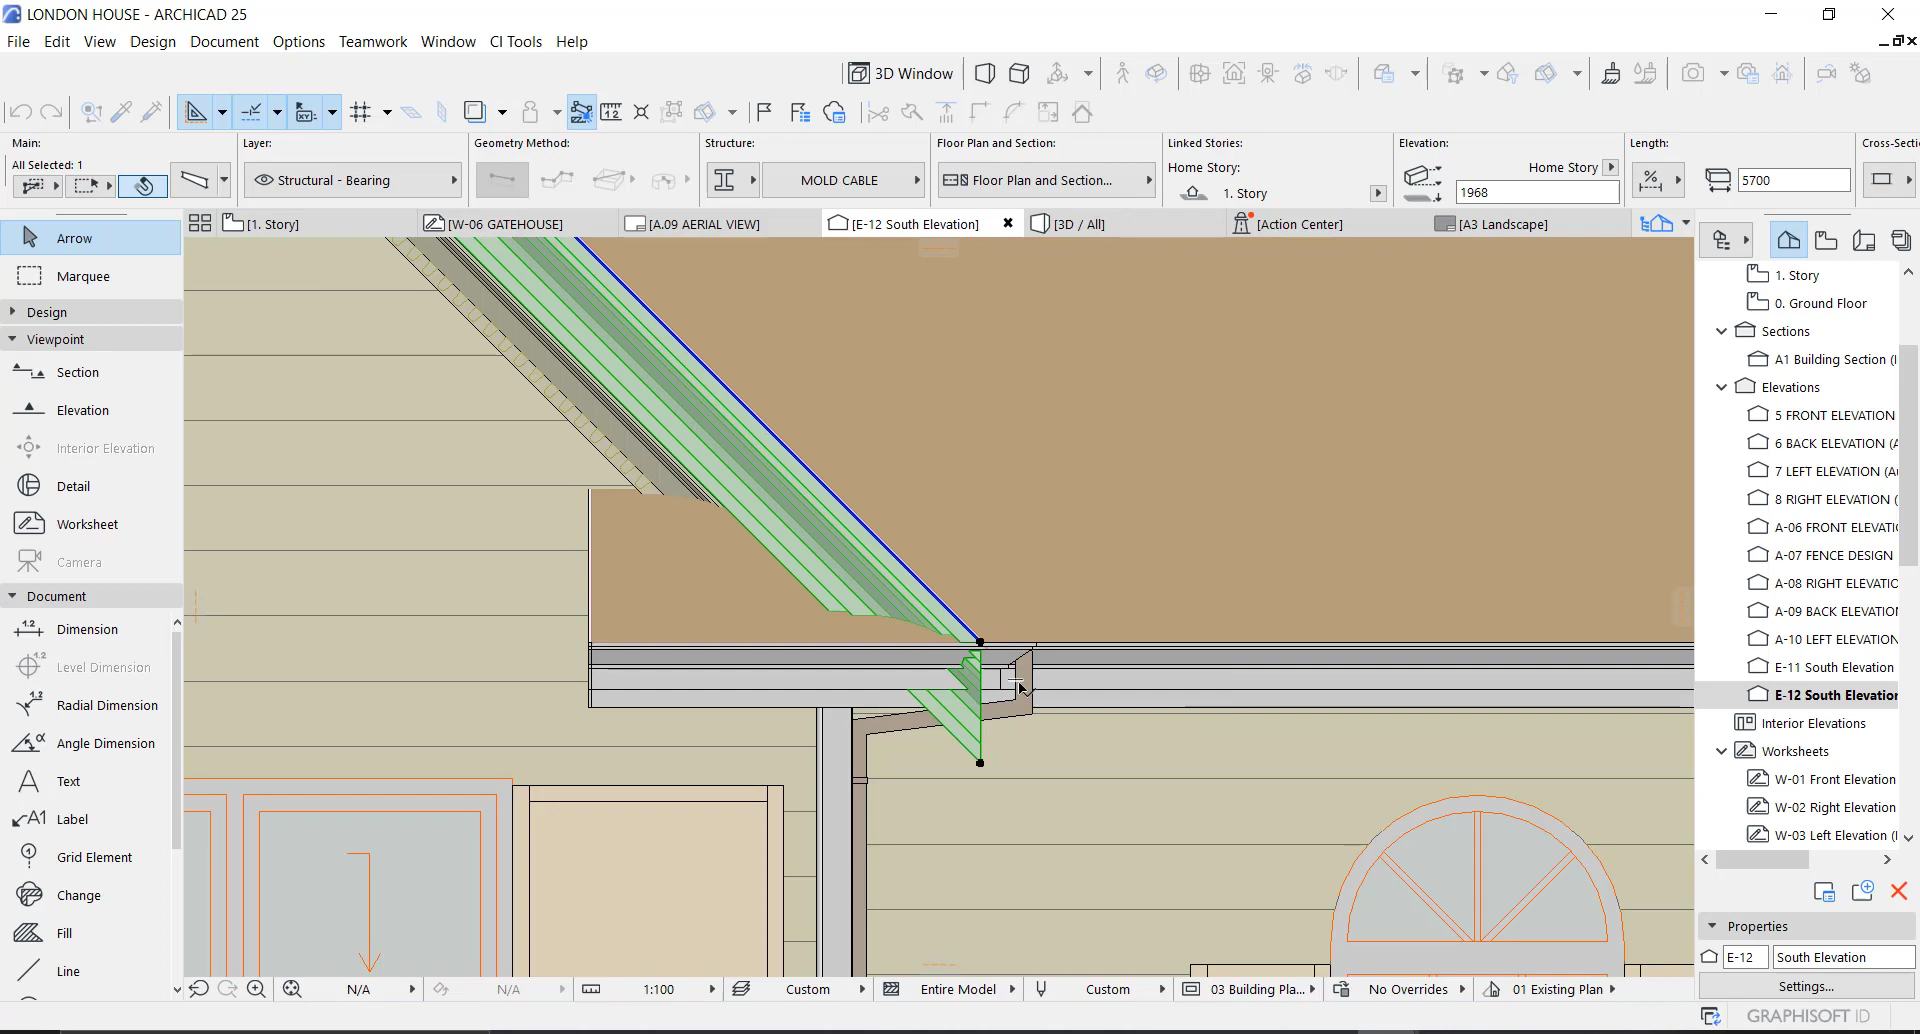 LONDON HOUSE - ARCHICAD 25
File Edit View Design Document Options Teamwork Window CI Tools Help
3D Window
Main:
All Selected: 1
Layer:
Structural - Bearing
Geometry Method:
Structure:
MOLD CABLE
Floor Plan and Section:
Floor Plan and Section...
Linked Stories:
Home Story:
1. Story
Elevation:
Home Story
1968
Length:
5700
Cross-Secti
[1. Story]
[W-06 GATEHOUSE]
[A.09 AERIAL VIEW]
[E-12 South Elevation]
[3D / All]
[Action Center]
[A3 Landscape]
Arrow
Marquee
Design
Viewpoint
Section
Elevation
Interior Elevation
Detail
Worksheet
Camera
Document
Dimension
Level Dimension
Radial Dimension
Angle Dimension
Text
Label
Grid Element
Change
Fill
Line
1. Story
0. Ground Floor
Sections
A1 Building Section (I
Elevations
5 FRONT ELEVATION
6 BACK ELEVATION (A
7 LEFT ELEVATION (Au
8 RIGHT ELEVATION (
A-06 FRONT ELEVATI
A-07 FENCE DESIGN
A-08 RIGHT ELEVATIO
A-09 BACK ELEVATION
A-10 LEFT ELEVATION
E-11 South Elevation
E-12 South Elevation
Interior Elevations
Worksheets
W-01 Front Elevation
W-02 Right Elevation
W-03 Left Elevation (I
Properties
E-12
South Elevation
Settings...
N/A
N/A
1:100
Custom
Entire Model
Custom
03 Building Pla...
No Overrides
01 Existing Plan
GRAPHISOFT ID